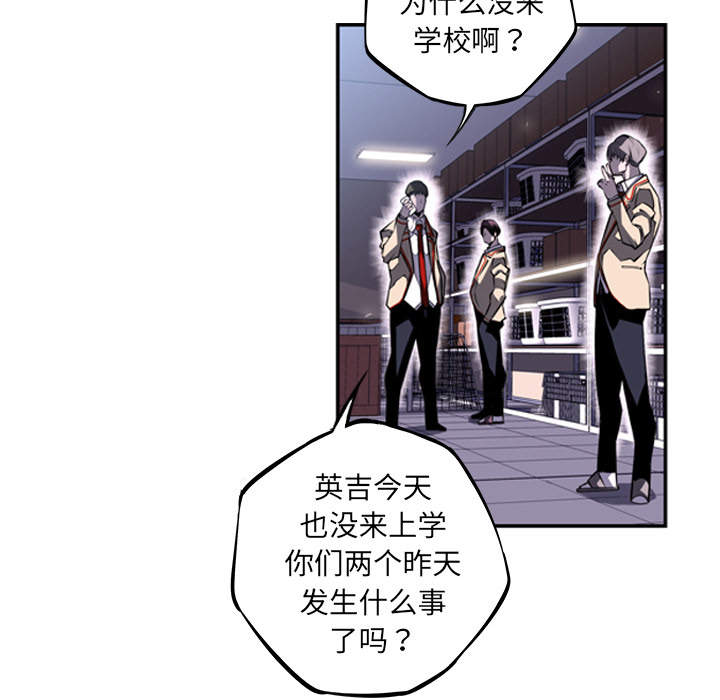 为什么没来
学校啊？
英吉今天
也没来上学
你们两个昨天
发生什么事
了吗？